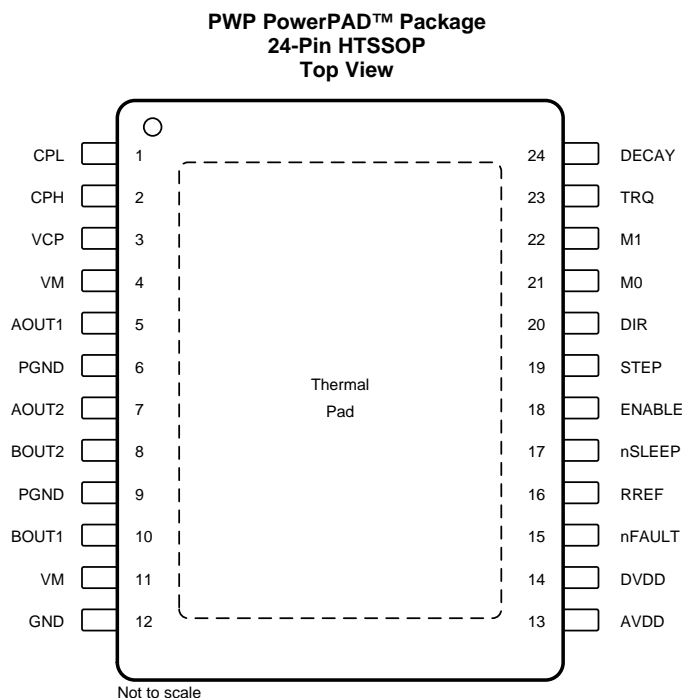 PWP PowerPAD™ Package
24-Pin HTSSOP
Top View
CPL 1 24 DECAY
CPH 2 23 TRQ
VCP 3 22 M1
VM 4 21 M0
AOUT1 5 20 DIR
PGND 6 19 STEP
Thermal
AOUT2 7 18 ENABLE
Pad
BOUT2 8 17 nSLEEP
PGND 9 16 RREF
BOUT1 10 15 nFAULT
VM 11 14 DVDD
GND 12 13 AVDD
Not to scale